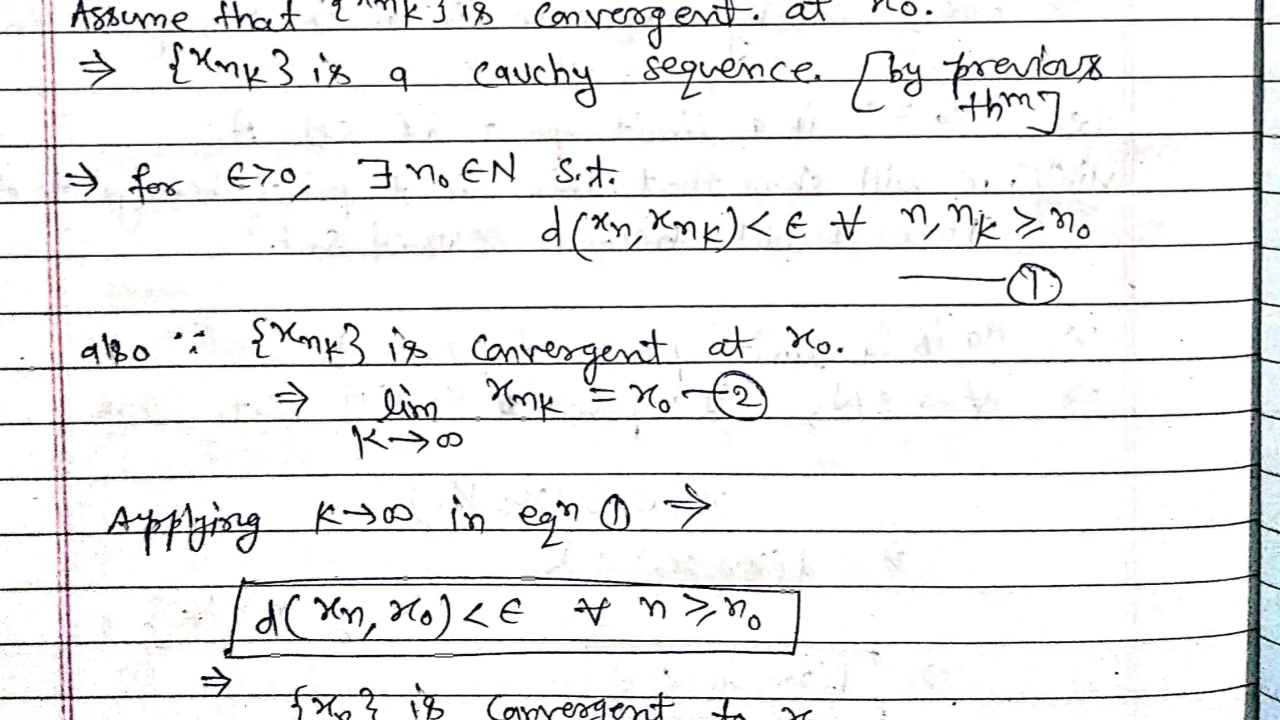 Assume that {xnk} is convergent. at x0.
⇒ {xnk} is a cauchy sequence. [by previous
thm]
⇒ for ϵ>0, ∃ n0 ∈ N s.t.
d(xn, xnk) < ϵ ∀ n, nk ≥ n0
—— ①
also ∵ {xnk} is convergent at x0.
⇒ lim xnk = x0 — ②
K→∞
Applying K→∞ in eqn ① ⇒
d(xn, x0) < ϵ ∀ n ≥ n0
⇒
{xn} is convergent to x